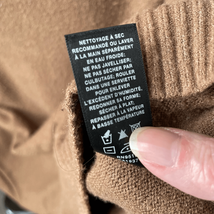 NETTOYAGE À SEC
RECOMMANDÉ OU LAVER
À LA MAIN SÉPARÉMENT
EN EAU FROIDE;
NE PAS JAVELLISER;
NE PAS SÉCHER PAR
CULBUTAGE; ROULER
DANS UNE SERVIETTE
POUR ENLEVER
L'EXCÉDENT D'HUMIDITÉ,
REDONNER SA FORME;
SÉCHER À PLAT;
REPASSER À LA VAPEUR
À BASSE TEMPÉRATURE